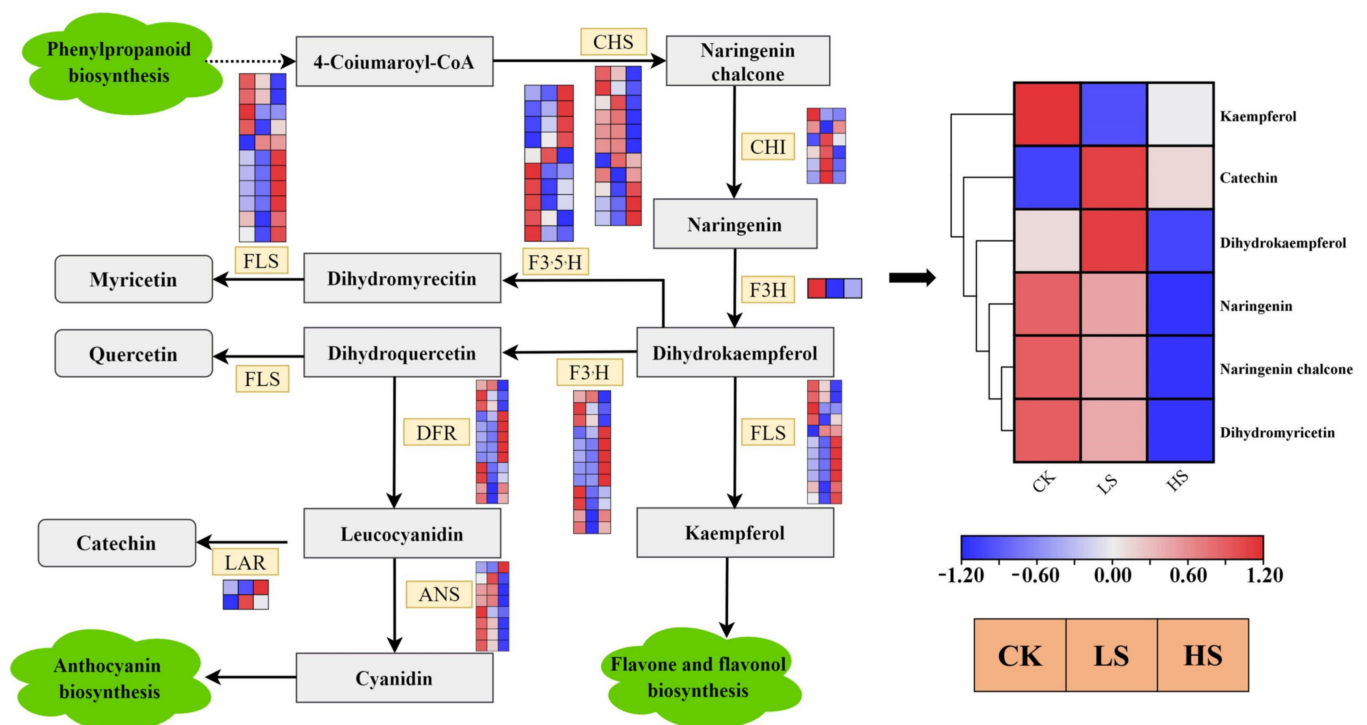 Phenylpropanoid
biosynthesis
4-Coiumaroyl-CoA
CHS
Naringenin
chalcone
CHI
Naringenin
FLS
F3·5·H
F3H
Myricetin
Dihydromyrecitin
Quercetin
Dihydroquercetin
Dihydrokaempferol
FLS
F3·H
DFR
FLS
Catechin
Leucocyanidin
Kaempferol
LAR
ANS
Anthocyanin
biosynthesis
Cyanidin
Flavone and flavonol
biosynthesis
Kaempferol
Catechin
Dihydrokaempferol
Naringenin
Naringenin chalcone
Dihydromyricetin
CK LS HS
-1.20 -0.60 0.00 0.60 1.20
CK LS HS